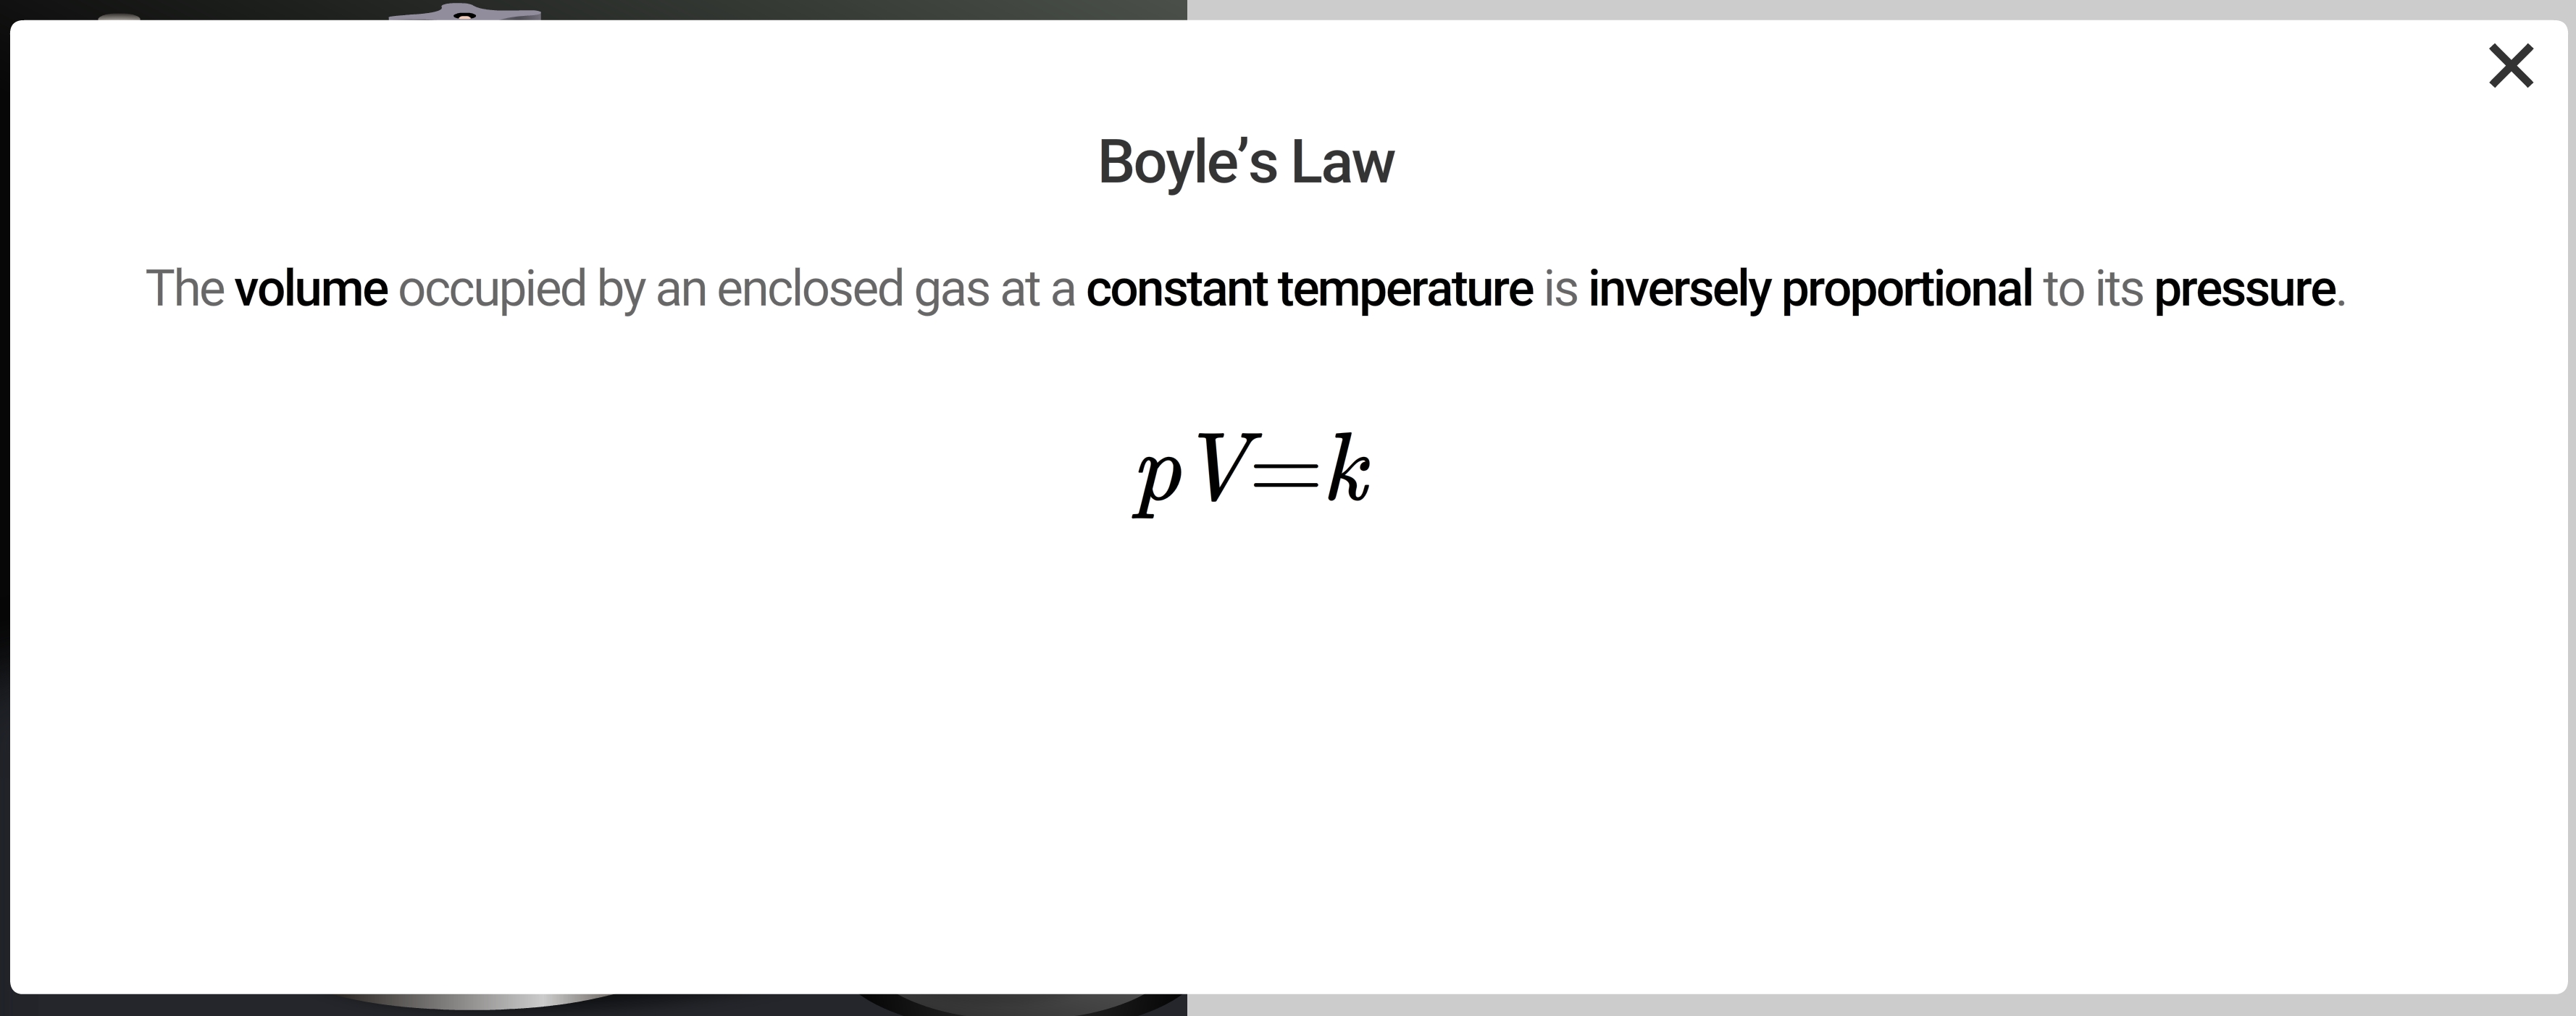 Boyle’s Law
The volume occupied by an enclosed gas at a constant temperature is inversely proportional to its pressure.
pV=k